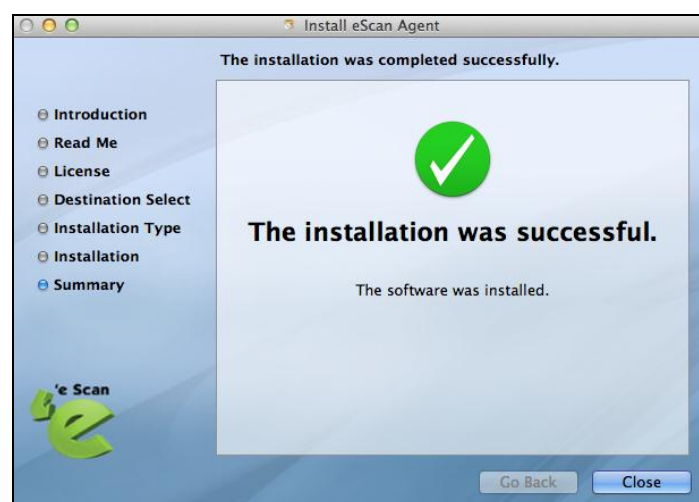 Install eScan Agent
The installation was completed successfully.
Introduction
Read Me
License
Destination Select
Installation Type
Installation
Summary
The installation was successful.
The software was installed.
'e Scan
e
Go Back
Close